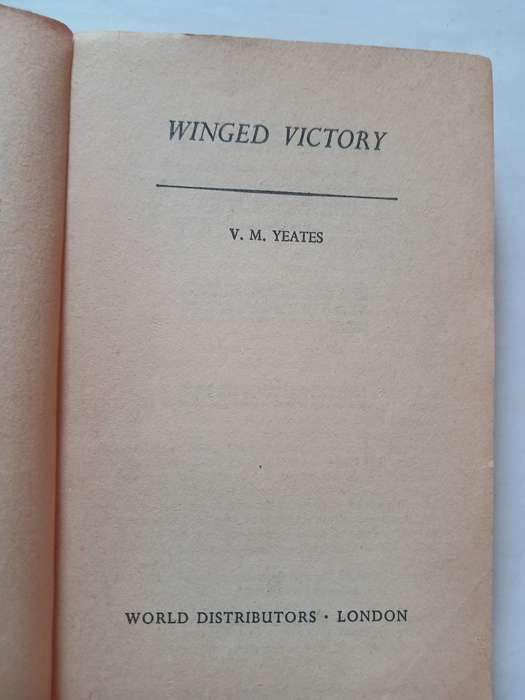 WINGED VICTORY
V. M. YEATES
WORLD DISTRIBUTORS · LONDON